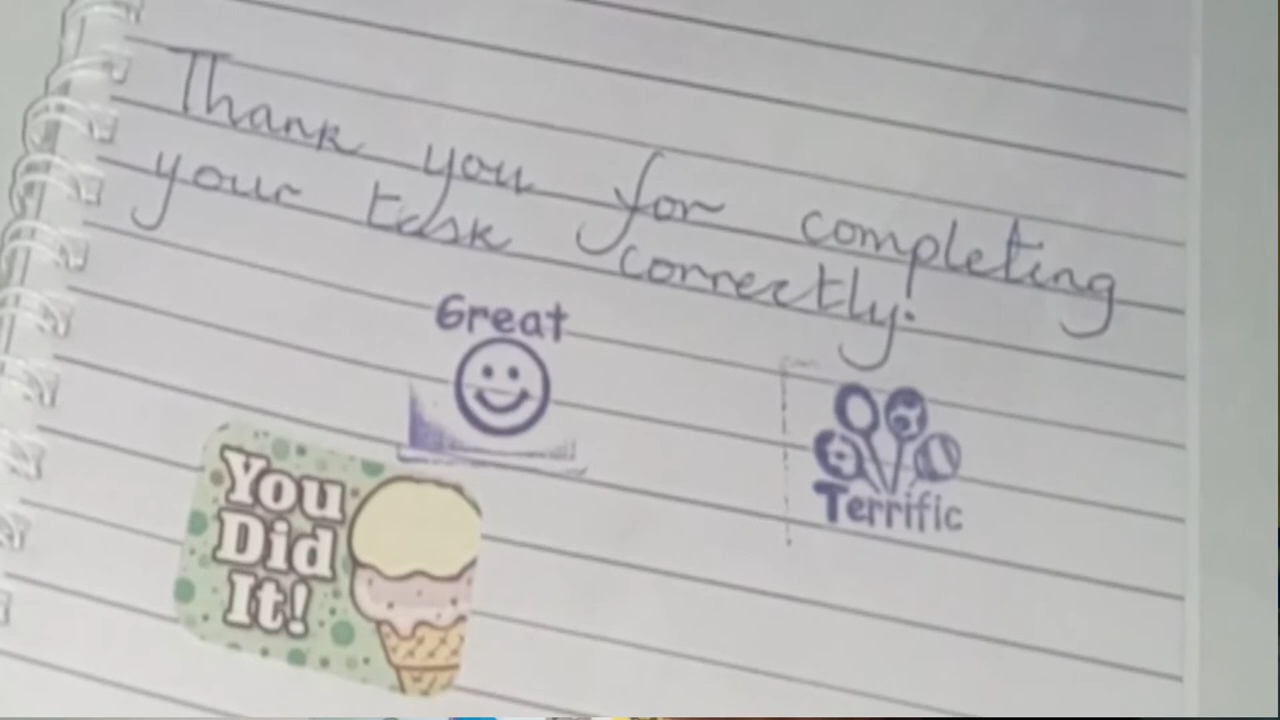 Thank you for completing
your task correctly!
Great
Terrific
You
Did
It!